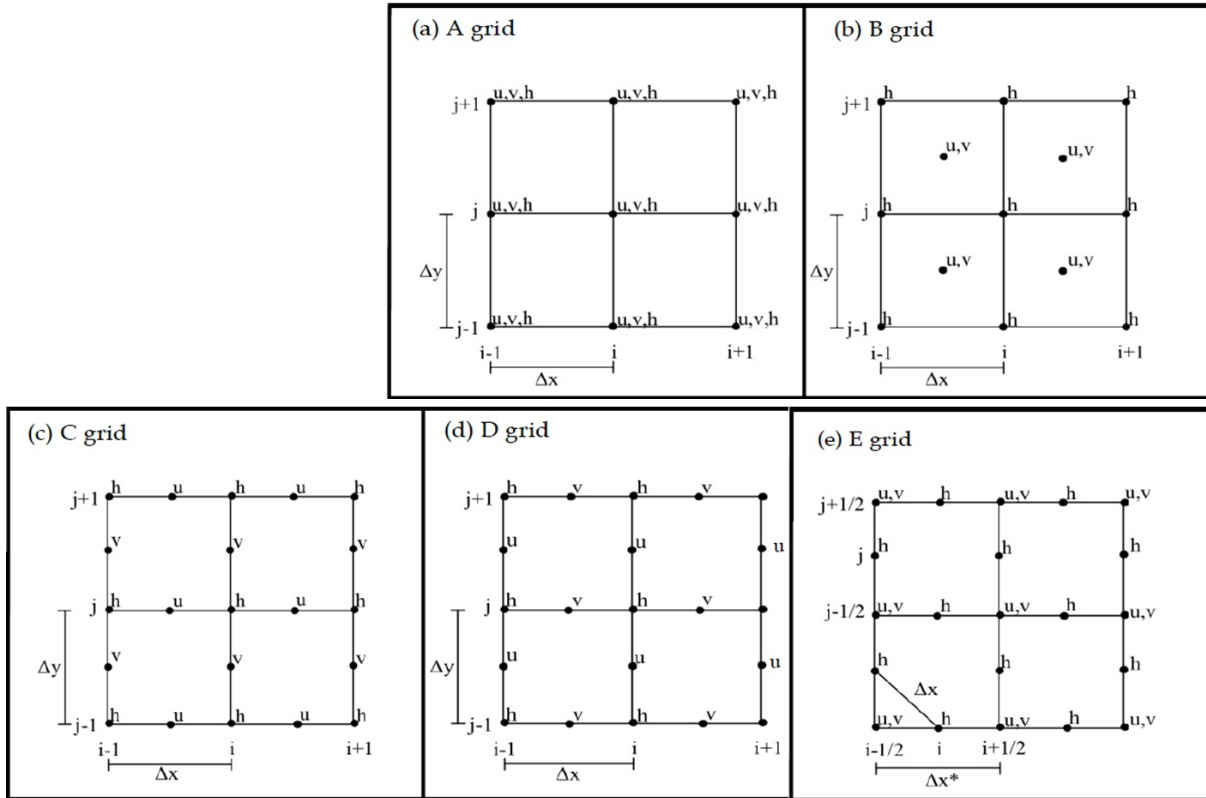 (a) A grid
j+1 u,v,h u,v,h u,v,h
j u,v,h u,v,h u,v,h
Δy
j-1 u,v,h u,v,h u,v,h
i-1 i i+1
Δx
(b) B grid
j+1 h h h
u,v u,v
j h h h
Δy u,v u,v
j-1 h h h
i-1 i i+1
Δx
(c) C grid
j+1 h u h u h
v v v
j h u h u h
Δy v v v
j-1 h u h u h
i-1 i i+1
Δx
(d) D grid
j+1 h v h v
u u u
j h v h v
Δy u u u
j-1 h v h v
i-1 i i+1
Δx
(e) E grid
j+1/2 u,v h u,v h u,v
j h h h
j-1/2 u,v h u,v h u,v
h h h
Δx
u,v h u,v h u,v
i-1/2 i i+1/2
Δx*